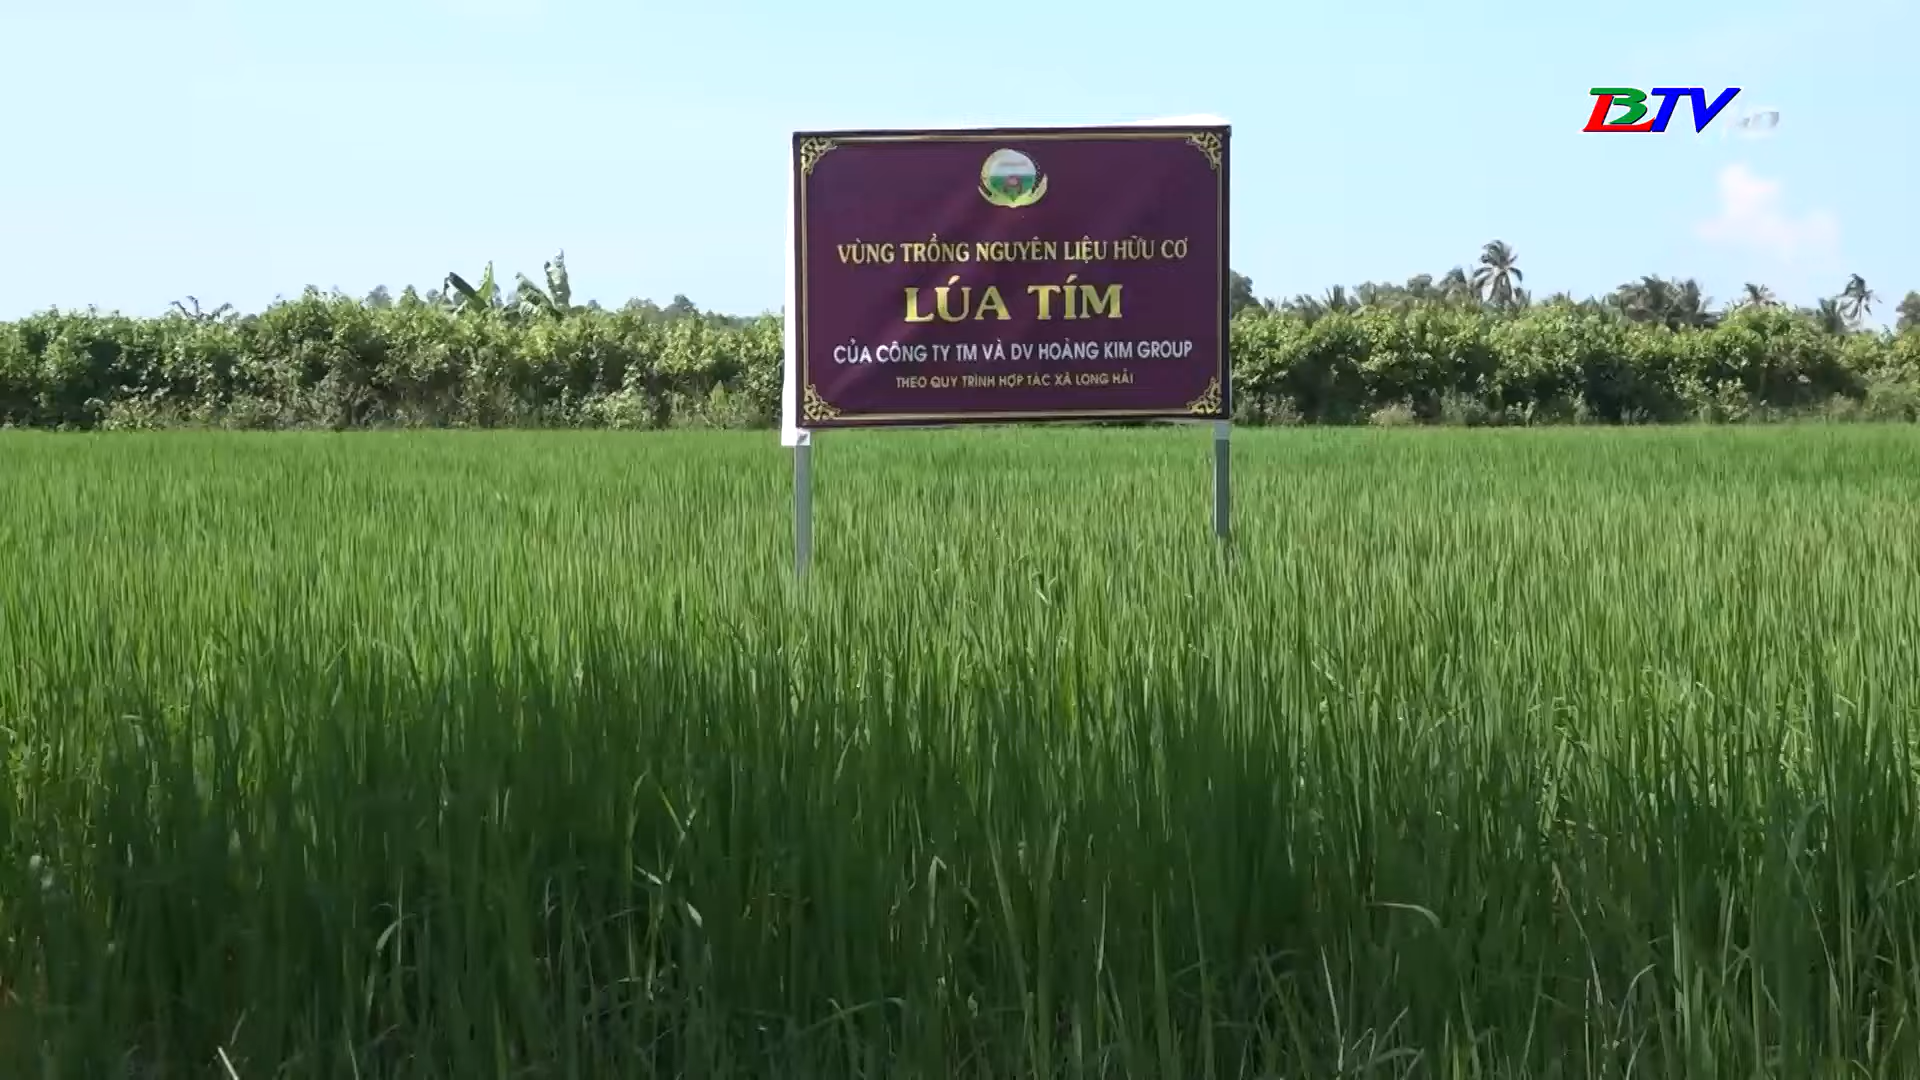 BTV
VÙNG TRỒNG NGUYÊN LIỆU HỮU CƠ
LÚA TÍM
CỦA CÔNG TY TM VÀ DV HOÀNG KIM GROUP
THEO QUY TRÌNH HỢP TÁC XÃ LONG HẢI